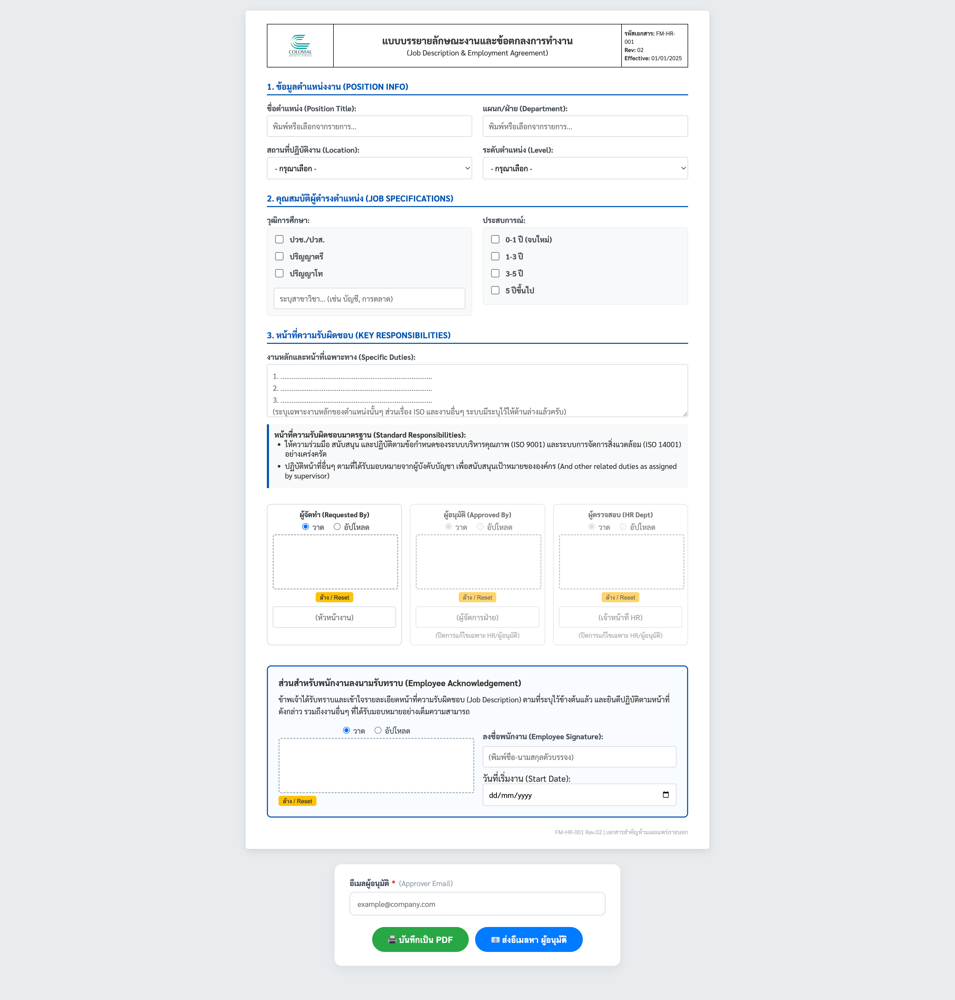 COLOSSAL
INFINITE SERVICE
แบบบรรยายลักษณะงานและข้อตกลงการทำงาน
(Job Description & Employment Agreement)
รหัสเอกสาร: FM-HR-
001
Rev: 02
Effective: 01/01/2025
1. ข้อมูลตำแหน่งงาน (POSITION INFO)
ชื่อตำแหน่ง (Position Title):
แผนก/ฝ่าย (Department):
พิมพ์หรือเลือกจากรายการ...
พิมพ์หรือเลือกจากรายการ...
สถานที่ปฏิบัติงาน (Location):
ระดับตำแหน่ง (Level):
- กรุณาเลือก -
- กรุณาเลือก -
2. คุณสมบัติผู้ดำรงตำแหน่ง (JOB SPECIFICATIONS)
วุฒิการศึกษา:
ปวช./ปวส.
ปริญญาตรี
ปริญญาโท
ระบุสาขาวิชา... (เช่น บัญชี, การตลาด)
ประสบการณ์:
0-1 ปี (จบใหม่)
1-3 ปี
3-5 ปี
5 ปีขึ้นไป
3. หน้าที่ความรับผิดชอบ (KEY RESPONSIBILITIES)
งานหลักและหน้าที่เฉพาะทาง (Specific Duties):
1. .................................................................................
2. .................................................................................
3. .................................................................................
(ระบุเฉพาะงานหลักของตำแหน่งนั้นๆ ส่วนเรื่อง ISO และงานอื่นๆ ระบบมีระบุไว้ให้ด้านล่างแล้วครับ)
หน้าที่ความรับผิดชอบมาตรฐาน (Standard Responsibilities):
• ให้ความร่วมมือ สนับสนุน และปฏิบัติตามข้อกำหนดของระบบบริหารคุณภาพ (ISO 9001) และระบบการจัดการสิ่งแวดล้อม (ISO 14001)
อย่างเคร่งครัด
• ปฏิบัติหน้าที่อื่นๆ ตามที่ได้รับมอบหมายจากผู้บังคับบัญชา เพื่อสนับสนุนเป้าหมายขององค์กร (And other related duties as assigned
by supervisor)
ผู้จัดทำ (Requested By)
วาด อัปโหลด
ล้าง / Reset
(หัวหน้างาน)
ผู้อนุมัติ (Approved By)
วาด อัปโหลด
ล้าง / Reset
(ผู้จัดการฝ่าย)
(ปิดการแก้ไขเฉพาะ HR/ผู้อนุมัติ)
ผู้ตรวจสอบ (HR Dept)
วาด อัปโหลด
ล้าง / Reset
(เจ้าหน้าที่ HR)
(ปิดการแก้ไขเฉพาะ HR/ผู้อนุมัติ)
ส่วนสำหรับพนักงานลงนามรับทราบ (Employee Acknowledgement)
ข้าพเจ้าได้รับทราบและเข้าใจรายละเอียดหน้าที่ความรับผิดชอบ (Job Description) ตามที่ระบุไว้ข้างต้นแล้ว และยินดีปฏิบัติตามหน้าที่
ดังกล่าว รวมถึงงานอื่นๆ ที่ได้รับมอบหมายอย่างเต็มความสามารถ
วาด อัปโหลด
ล้าง / Reset
ลงชื่อพนักงาน (Employee Signature):
(พิมพ์ชื่อ-นามสกุลตัวบรรจง)
วันที่เริ่มงาน (Start Date):
dd/mm/yyyy
FM-HR-001 Rev.02 | เอกสารสำคัญห้ามเผยแพร่ภายนอก
อีเมลผู้อนุมัติ * (Approver Email)
example@company.com
บันทึกเป็น PDF
ส่งอีเมลหา ผู้อนุมัติ